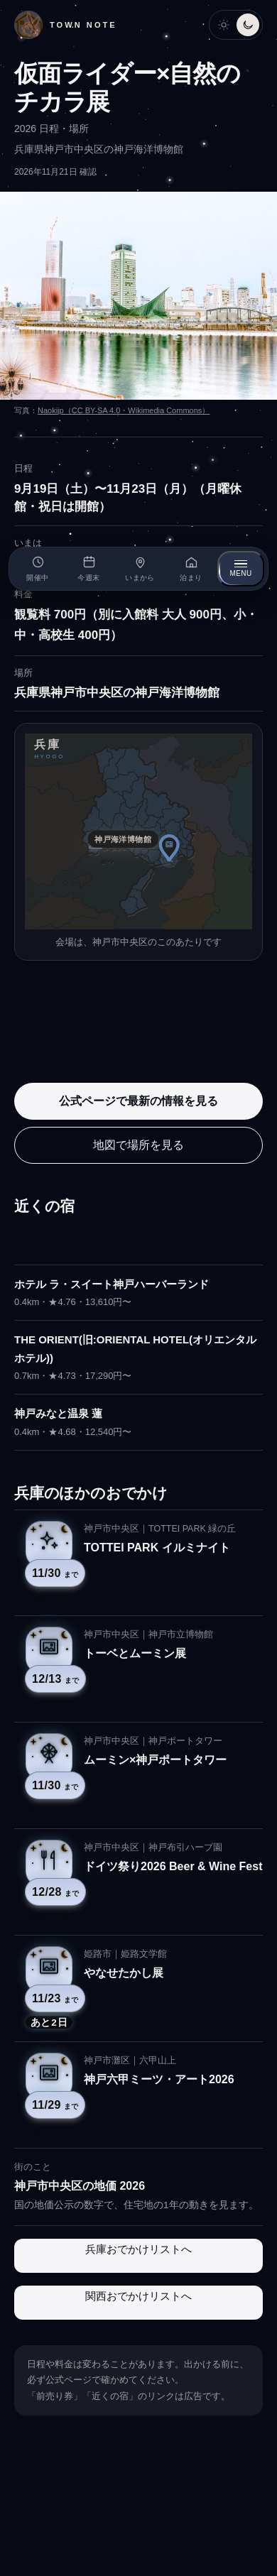 TOWN NOTE
仮面ライダー×自然の
チカラ展
2026 日程・場所
兵庫県神戸市中央区の神戸海洋博物館
2026年11月21日 確認
写真：Naokijp（CC BY-SA 4.0・Wikimedia Commons）
日程
9月19日（土）〜11月23日（月）（月曜休
館・祝日は開館）
いまは
開催中
今週末
いまから
泊まり
MENU
料金
観覧料 700円（別に入館料 大人 900円、小・
中・高校生 400円）
場所
兵庫県神戸市中央区の神戸海洋博物館
兵庫
HYOGO
神戸海洋博物館
会場は、神戸市中央区のこのあたりです
公式ページで最新の情報を見る
地図で場所を見る
近くの宿
ホテル ラ・スイート神戸ハーバーランド
0.4km・★4.76・13,610円〜
THE ORIENT(旧:ORIENTAL HOTEL(オリエンタル
ホテル))
0.7km・★4.73・17,290円〜
神戸みなと温泉 蓮
0.4km・★4.68・12,540円〜
兵庫のほかのおでかけ
神戸市中央区｜TOTTEI PARK 緑の丘
TOTTEI PARK イルミナイト
11/30 まで
神戸市中央区｜神戸市立博物館
トーベとムーミン展
12/13 まで
神戸市中央区｜神戸ポートタワー
ムーミン×神戸ポートタワー
11/30 まで
神戸市中央区｜神戸布引ハーブ園
ドイツ祭り2026 Beer & Wine Fest
12/28 まで
姫路市｜姫路文学館
やなせたかし展
11/23 まで
あと2日
神戸市灘区｜六甲山上
神戸六甲ミーツ・アート2026
11/29 まで
街のこと
神戸市中央区の地価 2026
国の地価公示の数字で、住宅地の1年の動きを見ます。
兵庫おでかけリストへ
関西おでかけリストへ
日程や料金は変わることがあります。出かける前に、
必ず公式ページで確かめてください。
「前売り券」「近くの宿」のリンクは広告です。